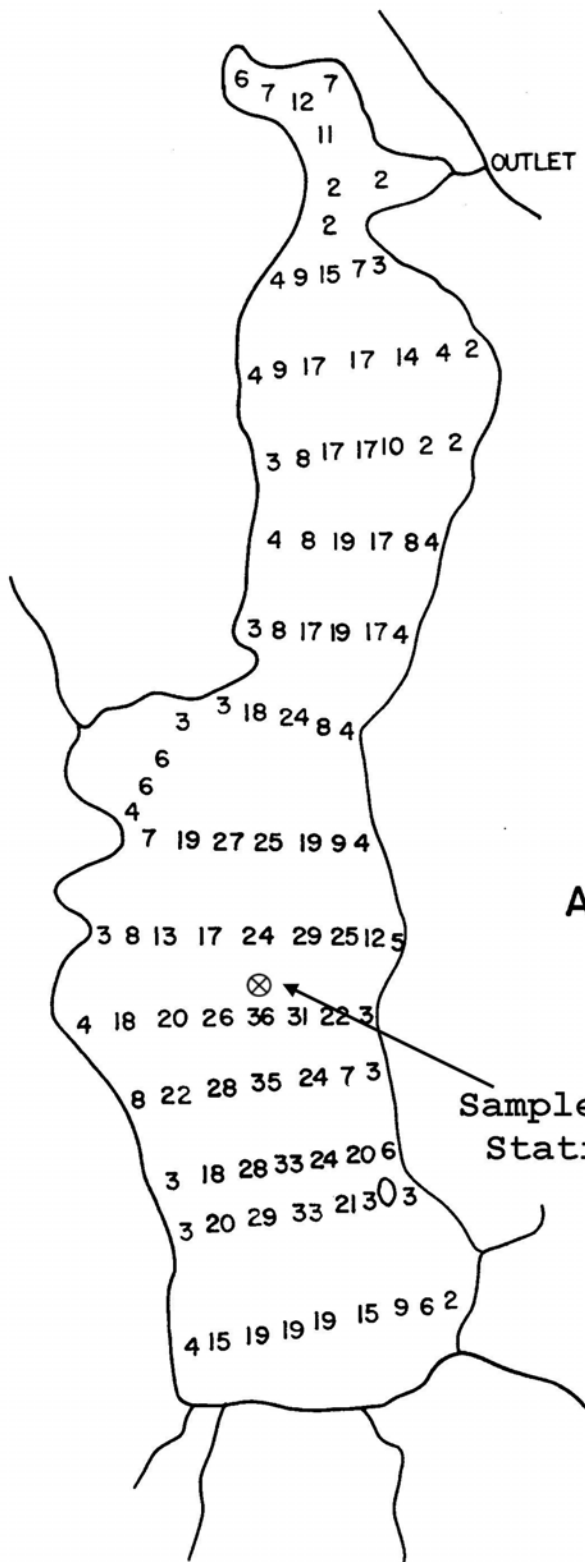 6 7 12 7
11
OUTLET
2 2
2
4 9 15 7 3
4 9 17 17 14 4 2
3 8 17 17 10 2 2
4 8 19 17 8 4
3 8 17 19 17 4
3 3 18 24 8 4
6
6
4
7 19 27 25 19 9 4
A
3 8 13 17 24 29 25 12 5
4 18 20 26 36 31 22 3
8 22 28 35 24 7 3
Sample
Stati
3 18 28 33 24 20 6
3 20 29 33 21 3 3
4 15 19 19 19 15 9 6 2